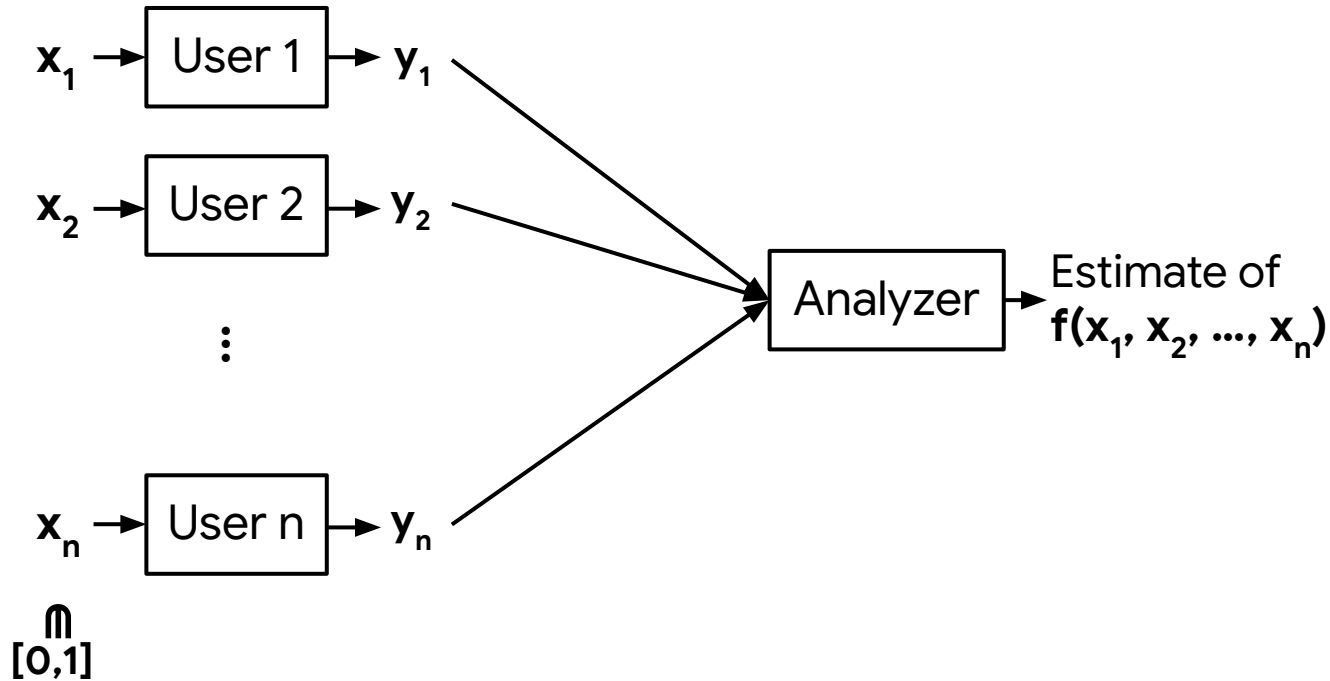 x₁ User 1 y₁
x₂ User 2 y₂
Analyzer
Estimate of
f(x₁, x₂, ..., xₙ)
⋮
xₙ User n yₙ
∈
[0,1]